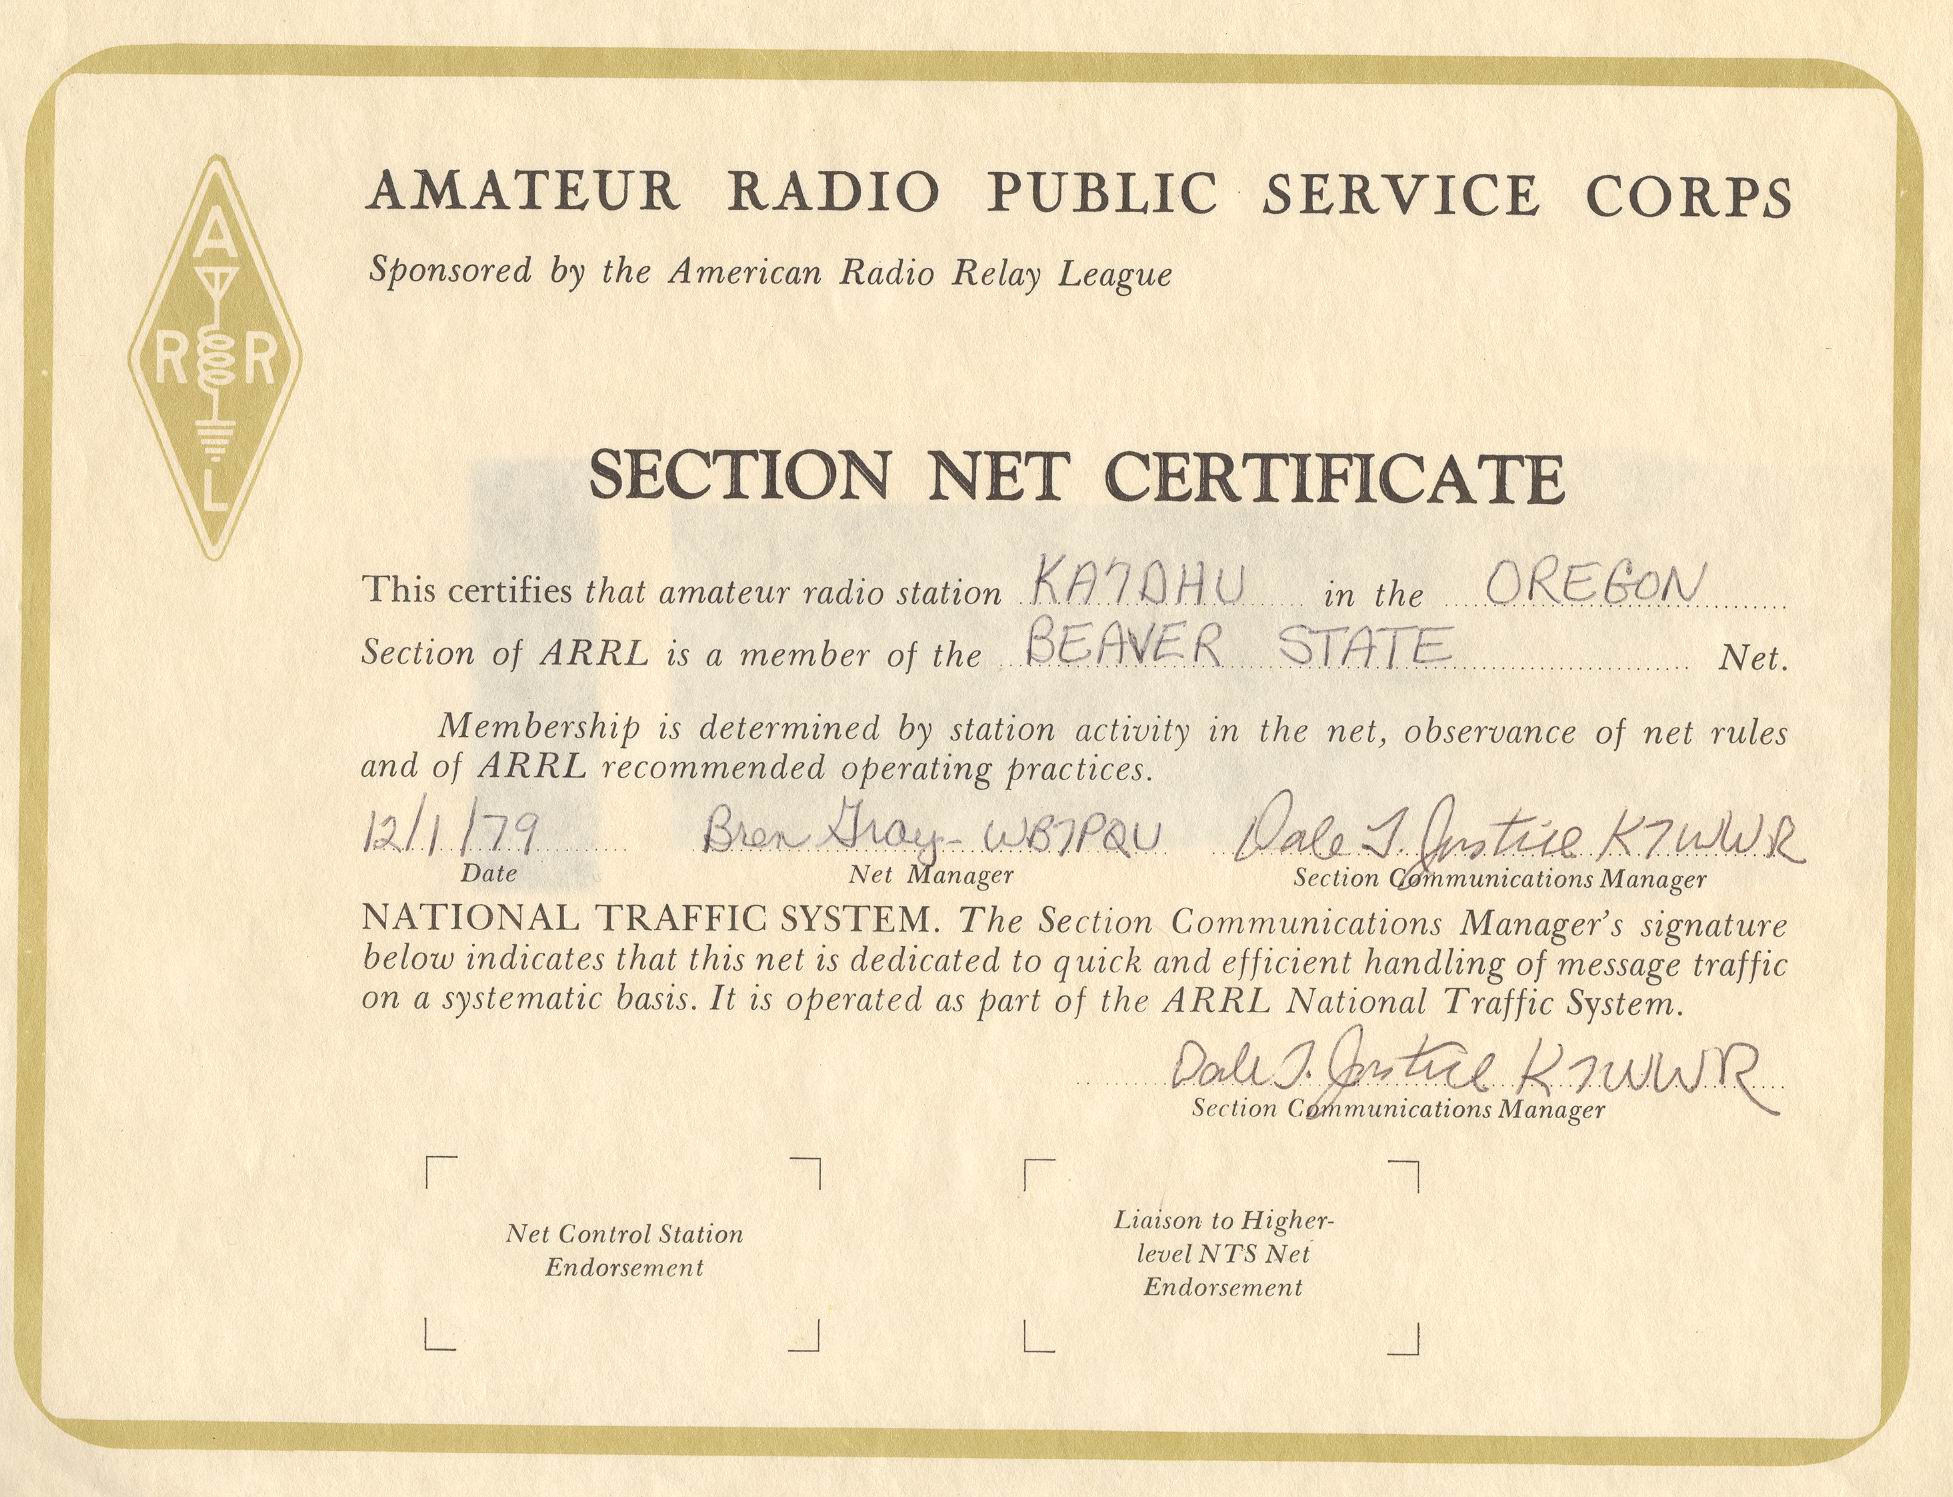 AMATEUR RADIO PUBLIC SERVICE CORPS
Sponsored by the American Radio Relay League
A
R R
L
SECTION NET CERTIFICATE
This certifies that amateur radio station KA7DHU in the OREGON
Section of ARRL is a member of the BEAVER STATE Net.
Membership is determined by station activity in the net, observance of net rules
and of ARRL recommended operating practices.
12/1/79 Bren Gray - WB7PQU Dale T. Justice K7WWR
Date Net Manager Section Communications Manager
NATIONAL TRAFFIC SYSTEM. The Section Communications Manager's signature
below indicates that this net is dedicated to quick and efficient handling of message traffic
on a systematic basis. It is operated as part of the ARRL National Traffic System.
Dale T. Justice K7WWR
Section Communications Manager
Net Control Station
Endorsement
Liaison to Higher-
level NTS Net
Endorsement